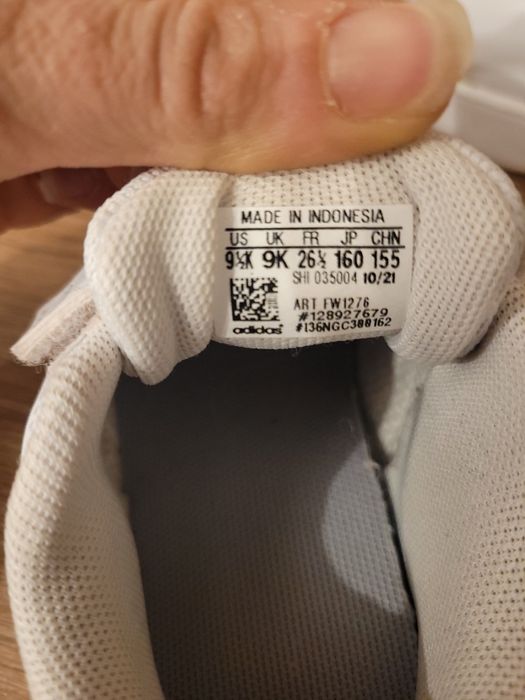 MADE IN INDONESIA
US UK FR JP CHN
9½K 9K 26½ 160 155
SHI 035004 10/21
ART FW1276
#128927679
adidas #I36NGC388162